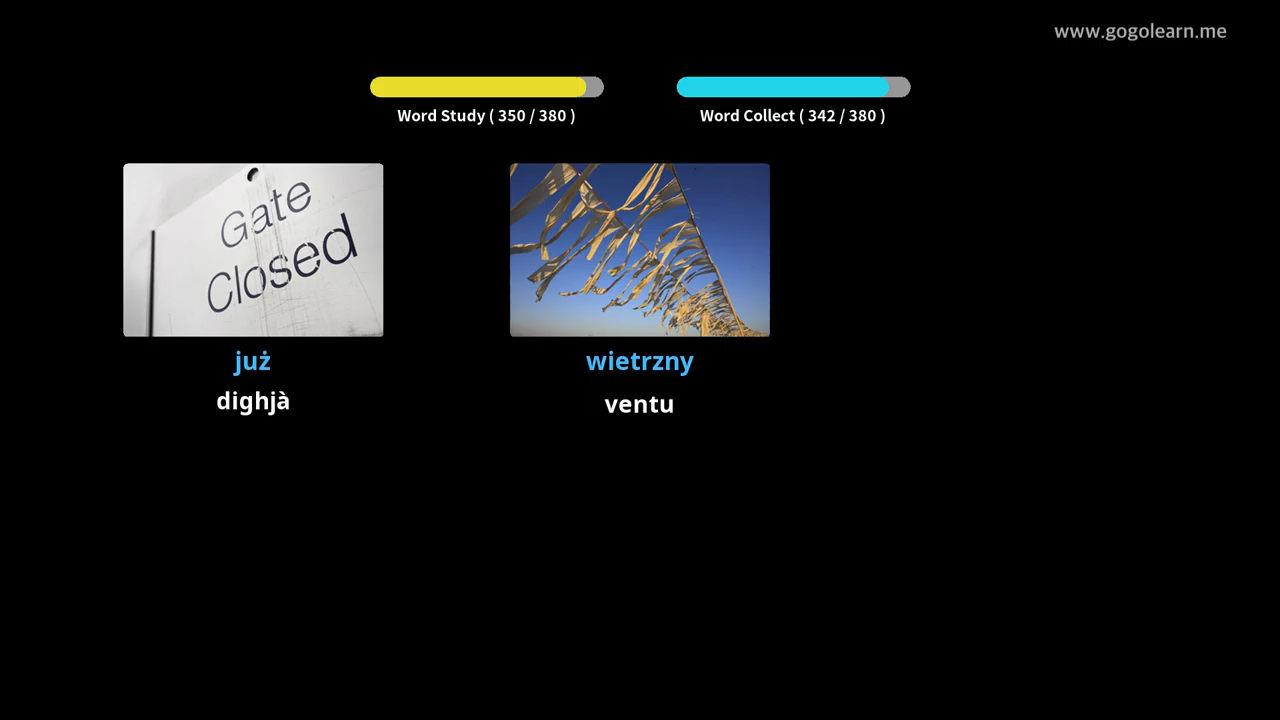 www.gogolearn.me
Word Study ( 350 / 380 )
Word Collect ( 342 / 380 )
Gate
Closed
już
wietrzny
dighjà
ventu